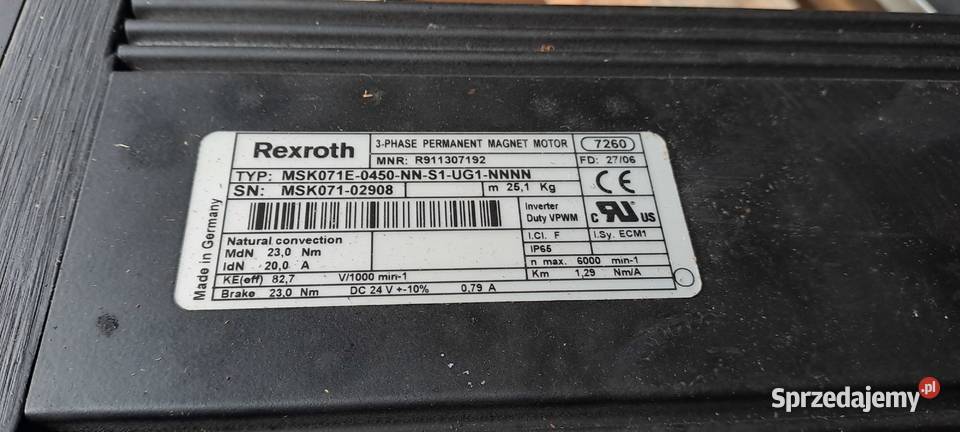 Rexroth
3-PHASE PERMANENT MAGNET MOTOR
7260
MNR: R911307192
FD: 27/06
TYP: MSK071E-0450-NN-S1-UG1-NNNN
SN: MSK071-02908
m 25,1 Kg
CE
Inverter
Duty VPWM
c RU US
Natural convection
MdN 23,0 Nm
IdN 20,0 A
I.Cl. F
I.Sy. ECM1
IP65
n max. 6000 min-1
KE(eff) 82,7 V/1000 min-1
Km 1,29 Nm/A
Brake 23,0 Nm DC 24 V +-10% 0,79 A
Made in Germany
Sprzedajemy.pl